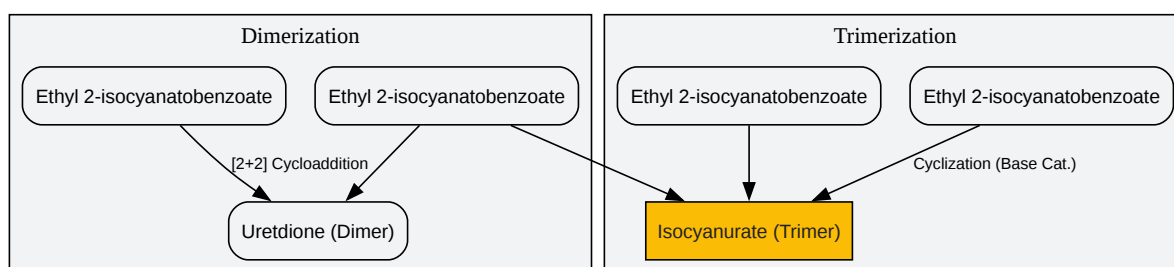 Dimerization
Trimerization
Ethyl 2-isocyanatobenzoate
Ethyl 2-isocyanatobenzoate
Ethyl 2-isocyanatobenzoate
Ethyl 2-isocyanatobenzoate
[2+2] Cycloaddition
Cyclization (Base Cat.)
Uretdione (Dimer)
Isocyanurate (Trimer)